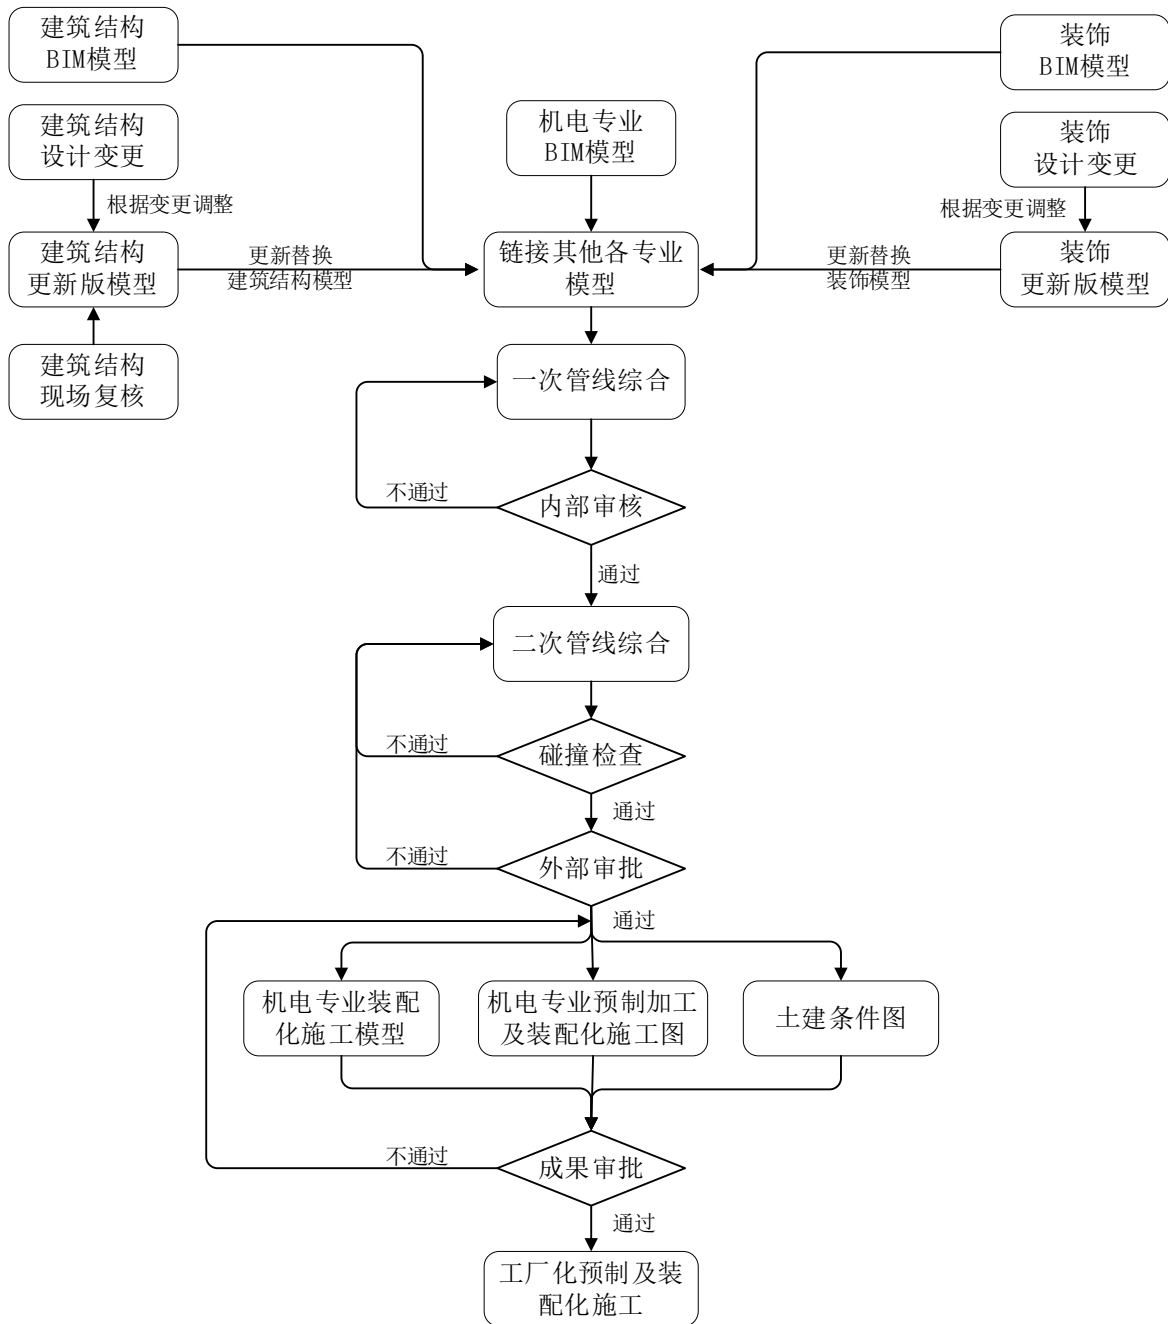 建筑结构
BIM模型
装饰
BIM模型
机电专业
BIM模型
建筑结构
设计变更
装饰
设计变更
根据变更调整
根据变更调整
建筑结构
更新版模型
更新替换
建筑结构模型
链接其他各专业
模型
更新替换
装饰模型
装饰
更新版模型
建筑结构
现场复核
一次管线综合
不通过
内部审核
通过
二次管线综合
不通过
碰撞检查
通过
不通过
外部审批
通过
机电专业装配
化施工模型
机电专业预制加工
及装配化施工图
土建条件图
不通过
成果审批
通过
工厂化预制及装
配化施工